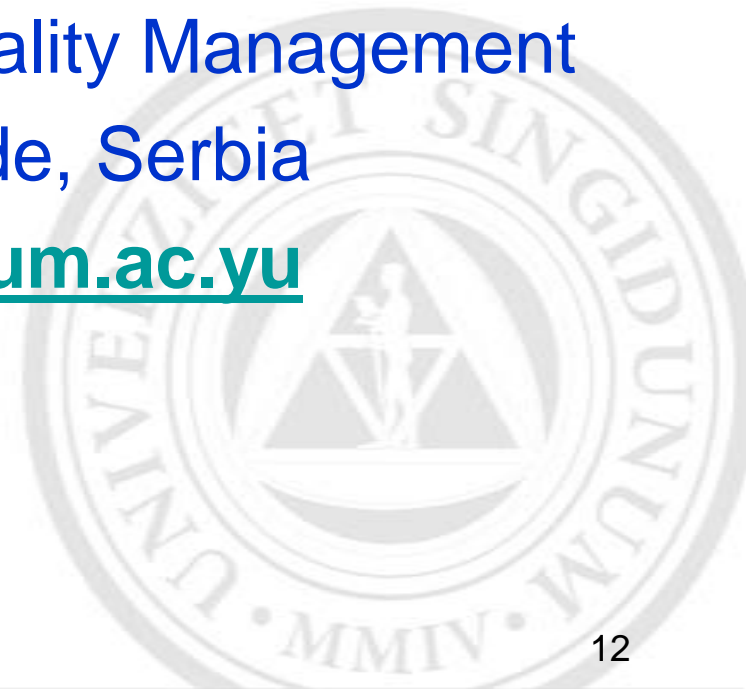 ality Management
de, Serbia
um.ac.yu
UNIVERZITET SINGIDUNUM
• MMIV •
12